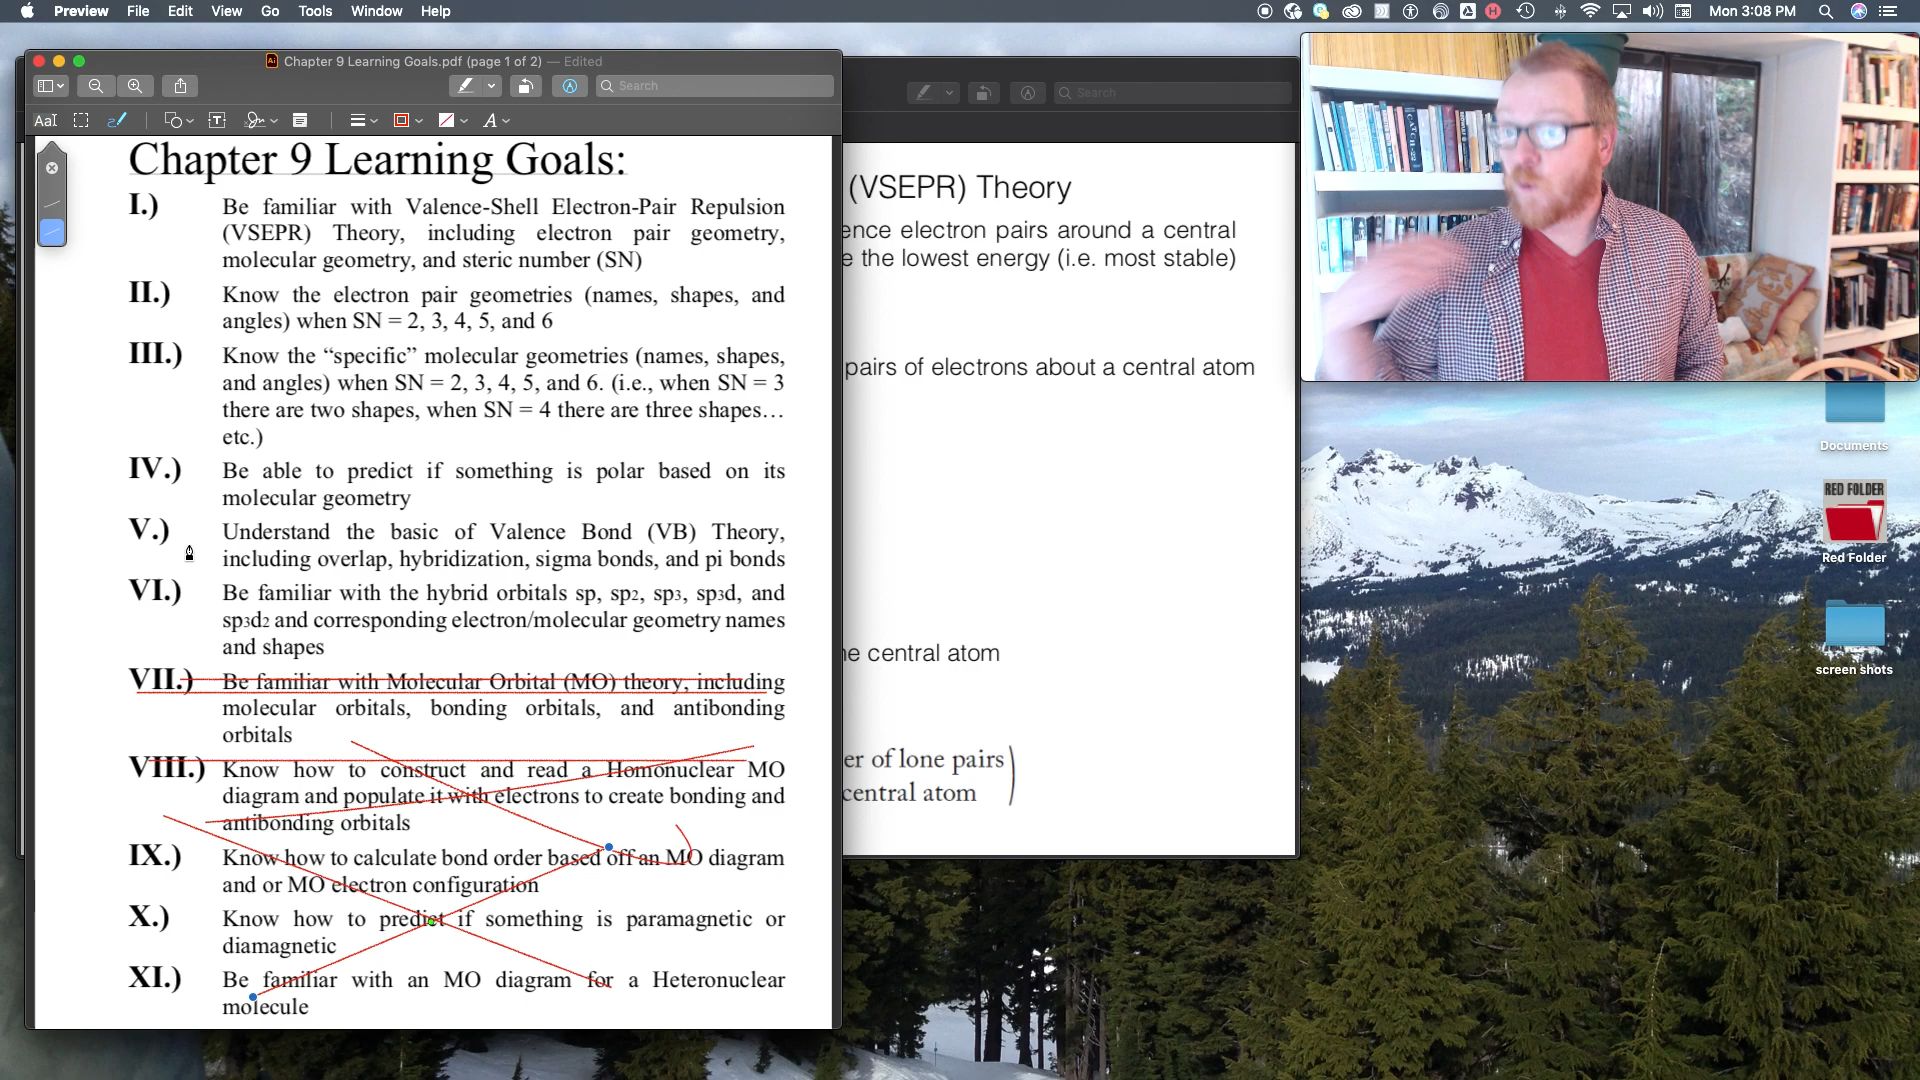 Preview File Edit View Go Tools Window Help
Mon 3:08 PM
Chapter 9 Learning Goals.pdf (page 1 of 2) — Edited
Search
Search
Chapter 9 Learning Goals:
I.) Be familiar with Valence-Shell Electron-Pair Repulsion
(VSEPR) Theory, including electron pair geometry,
molecular geometry, and steric number (SN)
II.) Know the electron pair geometries (names, shapes, and
angles) when SN = 2, 3, 4, 5, and 6
III.) Know the “specific” molecular geometries (names, shapes,
and angles) when SN = 2, 3, 4, 5, and 6. (i.e., when SN = 3
there are two shapes, when SN = 4 there are three shapes…
etc.)
IV.) Be able to predict if something is polar based on its
molecular geometry
V.) Understand the basic of Valence Bond (VB) Theory,
including overlap, hybridization, sigma bonds, and pi bonds
VI.) Be familiar with the hybrid orbitals sp, sp2, sp3, sp3d, and
sp3d2 and corresponding electron/molecular geometry names
and shapes
VII.) Be familiar with Molecular Orbital (MO) theory, including
molecular orbitals, bonding orbitals, and antibonding
orbitals
VIII.) Know how to construct and read a Homonuclear MO
diagram and populate it with electrons to create bonding and
antibonding orbitals
IX.) Know how to calculate bond order based off an MO diagram
and or MO electron configuration
X.) Know how to predict if something is paramagnetic or
diamagnetic
XI.) Be familiar with an MO diagram for a Heteronuclear
molecule
(VSEPR) Theory
ence electron pairs around a central
e the lowest energy (i.e. most stable)
pairs of electrons about a central atom
he central atom
er of lone pairs
central atom
CATCH-22
Documents
RED FOLDER
Red Folder
screen shots